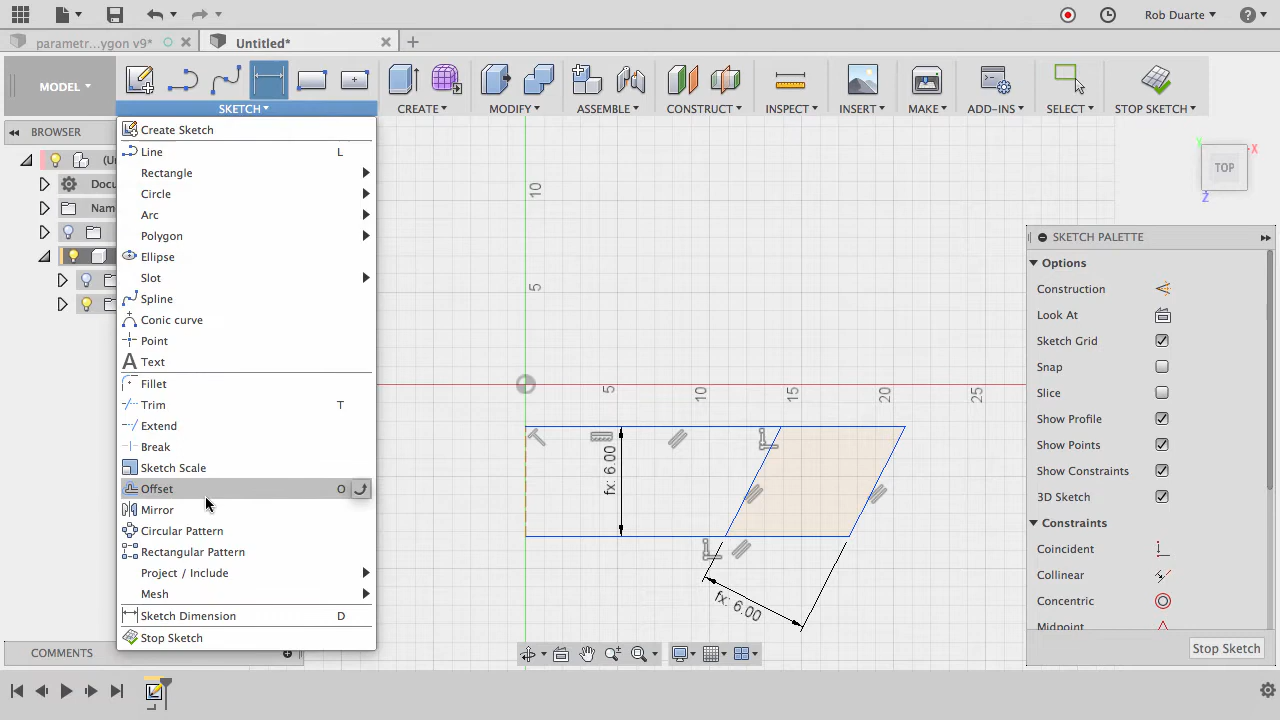 Rob Duarte
parametr...ygon v9*
Untitled*
MODEL
SKETCH
CREATE
MODIFY
ASSEMBLE
CONSTRUCT
INSPECT
INSERT
MAKE
ADD-INS
SELECT
STOP SKETCH
BROWSER
(Un
Docu
Nam
Create Sketch
Line L
Rectangle
Circle
Arc
Polygon
Ellipse
Slot
Spline
Conic curve
Point
Text
Fillet
Trim T
Extend
Break
Sketch Scale
Offset O
Mirror
Circular Pattern
Rectangular Pattern
Project / Include
Mesh
Sketch Dimension D
Stop Sketch
10
5
5
10
15
20
25
fx: 6.00
fx: 6.00
TOP
X
Y
Z
SKETCH PALETTE
Options
Construction
Look At
Sketch Grid
Snap
Slice
Show Profile
Show Points
Show Constraints
3D Sketch
Constraints
Coincident
Collinear
Concentric
Midpoint
Stop Sketch
COMMENTS